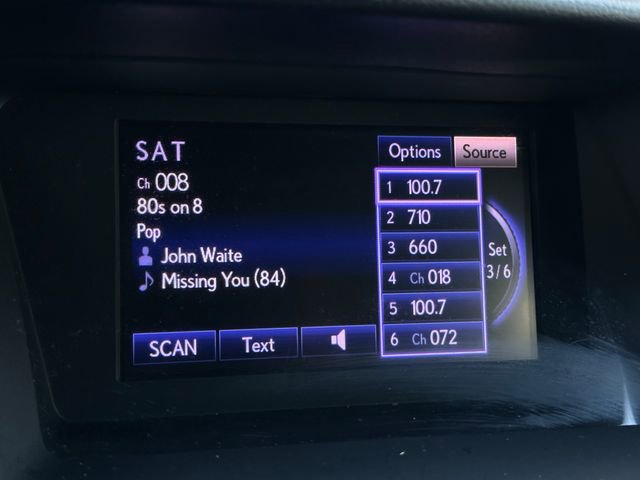 SAT
Ch 008
80s on 8
Pop
John Waite
Missing You (84)
SCAN
Text
Options
Source
1 100.7
2 710
3 660
4 Ch 018
5 100.7
6 Ch 072
Set
3/6